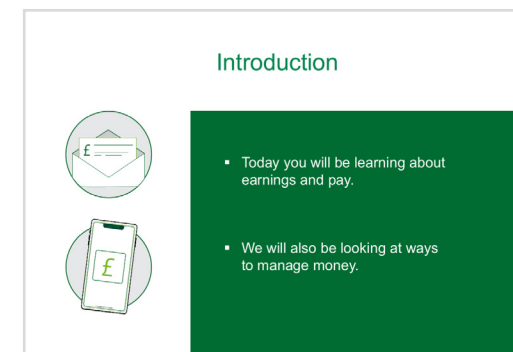 Introduction
£
▪ Today you will be learning about
earnings and pay.
£
▪ We will also be looking at ways
to manage money.